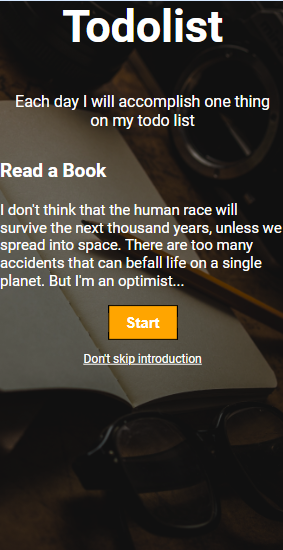 Todolist
Each day I will accomplish one thing
on my todo list
Read a Book
I don't think that the human race will
survive the next thousand years, unless we
spread into space. There are too many
accidents that can befall life on a single
planet. But I'm an optimist...
Start
Don't skip introduction